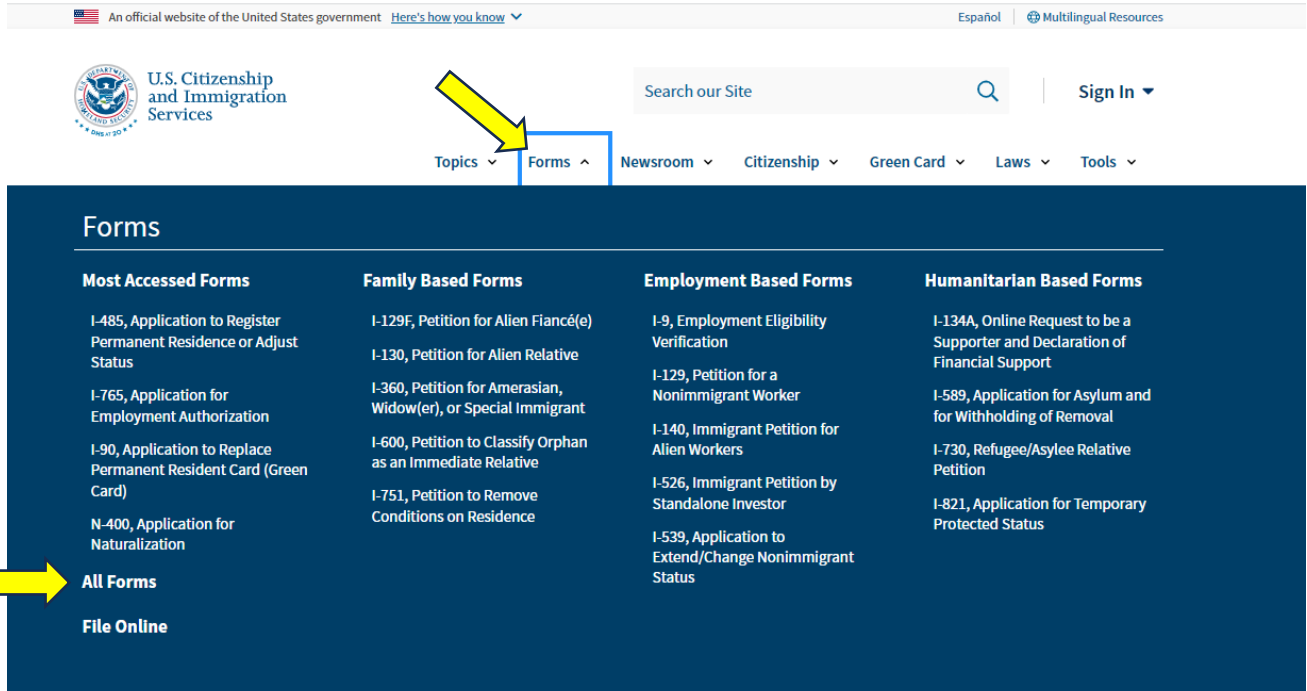 An official website of the United States government Here's how you know
Español
Multilingual Resources
U.S. Citizenship
and Immigration
Services
Search our Site
Sign In
Topics
Forms
Newsroom
Citizenship
Green Card
Laws
Tools
Forms
Most Accessed Forms
I-485, Application to Register
Permanent Residence or Adjust
Status
I-765, Application for
Employment Authorization
I-90, Application to Replace
Permanent Resident Card (Green
Card)
N-400, Application for
Naturalization
All Forms
File Online
Family Based Forms
I-129F, Petition for Alien Fiancé(e)
I-130, Petition for Alien Relative
I-360, Petition for Amerasian,
Widow(er), or Special Immigrant
I-600, Petition to Classify Orphan
as an Immediate Relative
I-751, Petition to Remove
Conditions on Residence
Employment Based Forms
I-9, Employment Eligibility
Verification
I-129, Petition for a
Nonimmigrant Worker
I-140, Immigrant Petition for
Alien Workers
I-526, Immigrant Petition by
Standalone Investor
I-539, Application to
Extend/Change Nonimmigrant
Status
Humanitarian Based Forms
I-134A, Online Request to be a
Supporter and Declaration of
Financial Support
I-589, Application for Asylum and
for Withholding of Removal
I-730, Refugee/Asylee Relative
Petition
I-821, Application for Temporary
Protected Status